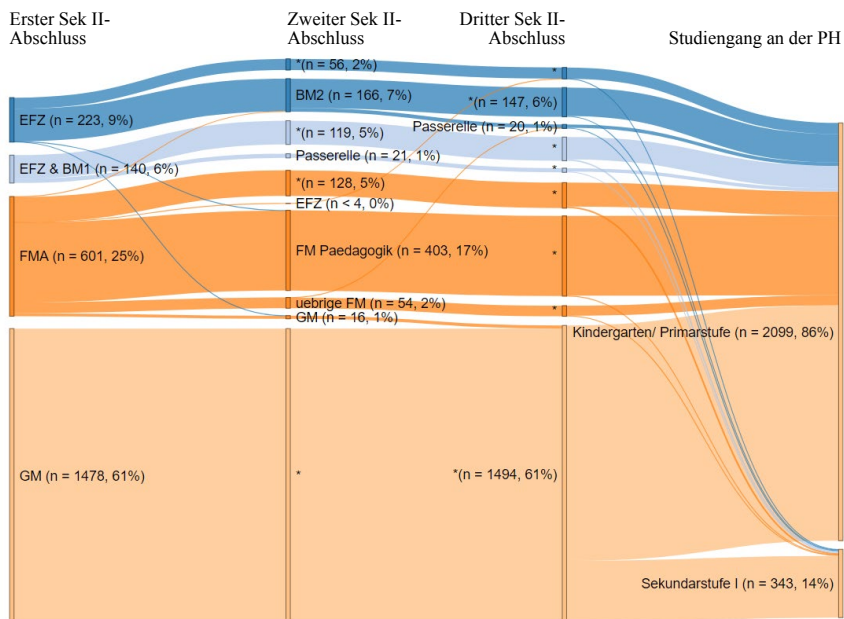 Erster Sek II-
Abschluss
Zweiter Sek II-
Abschluss
Dritter Sek II-
Abschluss
Studiengang an der PH
EFZ (n = 223, 9%)
EFZ & BM1 (n = 140, 6%)
FMA (n = 601, 25%)
GM (n = 1478, 61%)
*(n = 56, 2%)
BM2 (n = 166, 7%)
*(n = 119, 5%)
Passerelle (n = 21, 1%)
*(n = 128, 5%)
EFZ (n < 4, 0%)
FM Paedagogik (n = 403, 17%)
uebrige FM (n = 54, 2%)
GM (n = 16, 1%)
*
*
*(n = 147, 6%)
Passerelle (n = 20, 1%)
*
*
*
*
*
*(n = 1494, 61%)
Kindergarten/ Primarstufe (n = 2099, 86%)
Sekundarstufe I (n = 343, 14%)